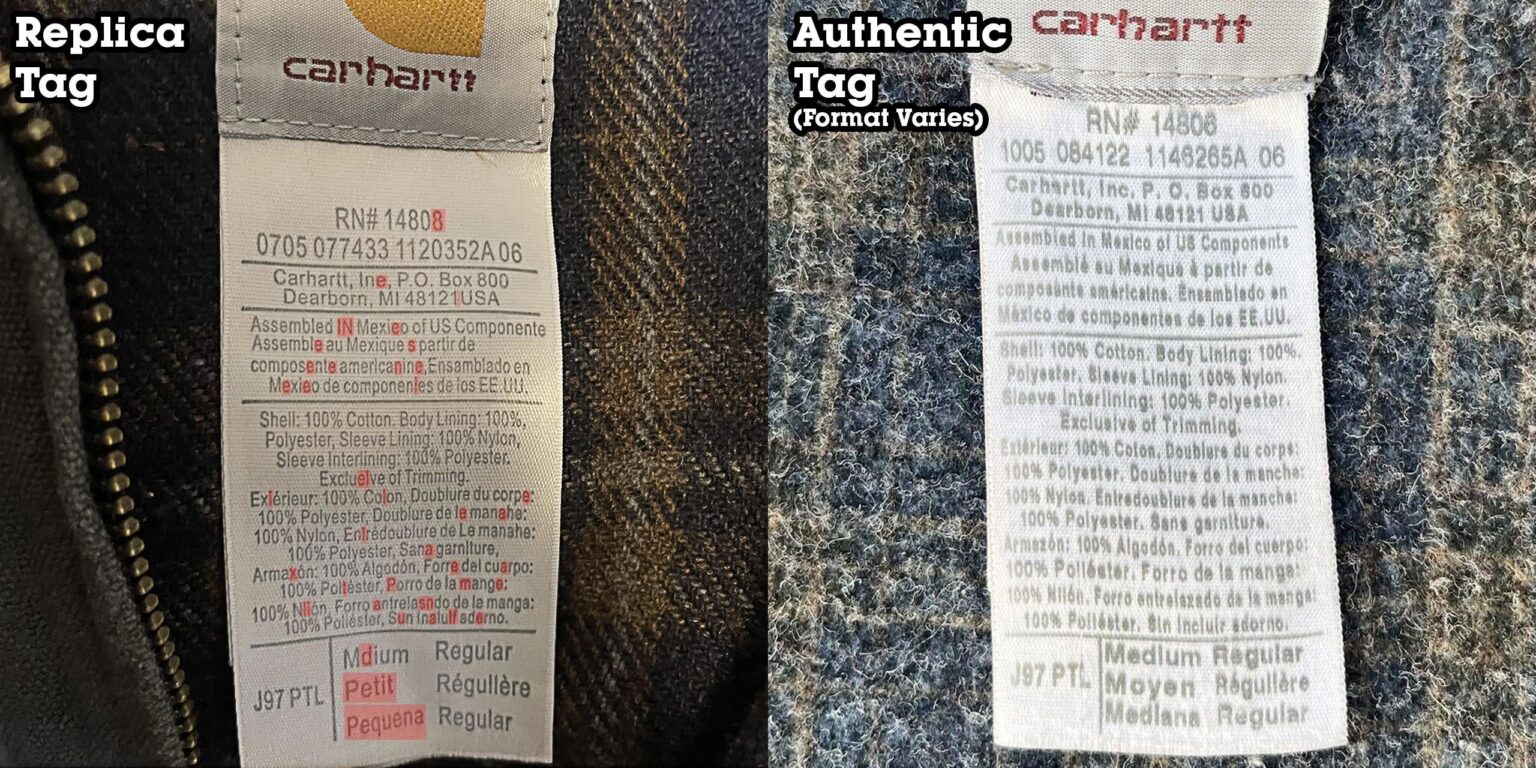 Replica
Tag
carhartt
RN# 14808
0705 077433 1120352A 06
Carhartt, Ine, P.O. Box 800
Dearborn, MI 48121IUSA
Assembled IN Mexieo of US Componente
Assemble au Mexique s partir de
composente americanine,Ensamblado en
Mexieo de componenies de los EE.UU.
Shell: 100% Cotton. Body Lining: 100%,
Polyester, Sleeve Lining: 100% Nylon,
Sleeve Interlining: 100% Polyester.
Excluelve of Trimming.
Exiérieur: 100% Colon, Doublure du corpe:
100% Polyester, Doublure de le manahe:
100% Nylon, Enirédoublure de Le manahe:
100% Polyester, Sana garnlture,
Armaxón: 100% Algodón, Forre del cuarpo:
100% Poltéster, Porro de la mange:
100% Nllón, Forro antrelasndo de la manga:
100% Pollésler, Sun Inalulf aderno.
J97 PTL
Mdium Regular
Petit Régullère
Pequena Regular
Authentic
Tag
(Format Varies)
carhartt
RN# 14806
1005 084122 1146265A 06
Carhartt, Inc, P. O. Box 800
Dearborn, MI 48121 USA
Assembled In Mexico of US Components
Assemblé au Mexique à partir de
composants américains. Ensamblado en
México de componentes de los EE.UU.
Shell: 100% Cotton. Body Lining: 100%.
Polyester, Sleeve Lining: 100% Nylon.
Sleeve Interlining: 100% Polyester.
Exclusive of Trimming.
Extérieur: 100% Coton. Doublure du corps:
100% Polyester. Doublure de la manche:
100% Nylon. Entredoublure de la manche:
100% Polyester. Sans garniture.
Armazón: 100% Algodón. Forro del cuerpo:
100% Poliéster. Forro de la manga:
100% Nilón. Forro entrelazado de la manga:
100% Poliéster. Sin incluir adorno.
J97 PTL
Medium Regular
Moyen Régulière
Mediana Regular